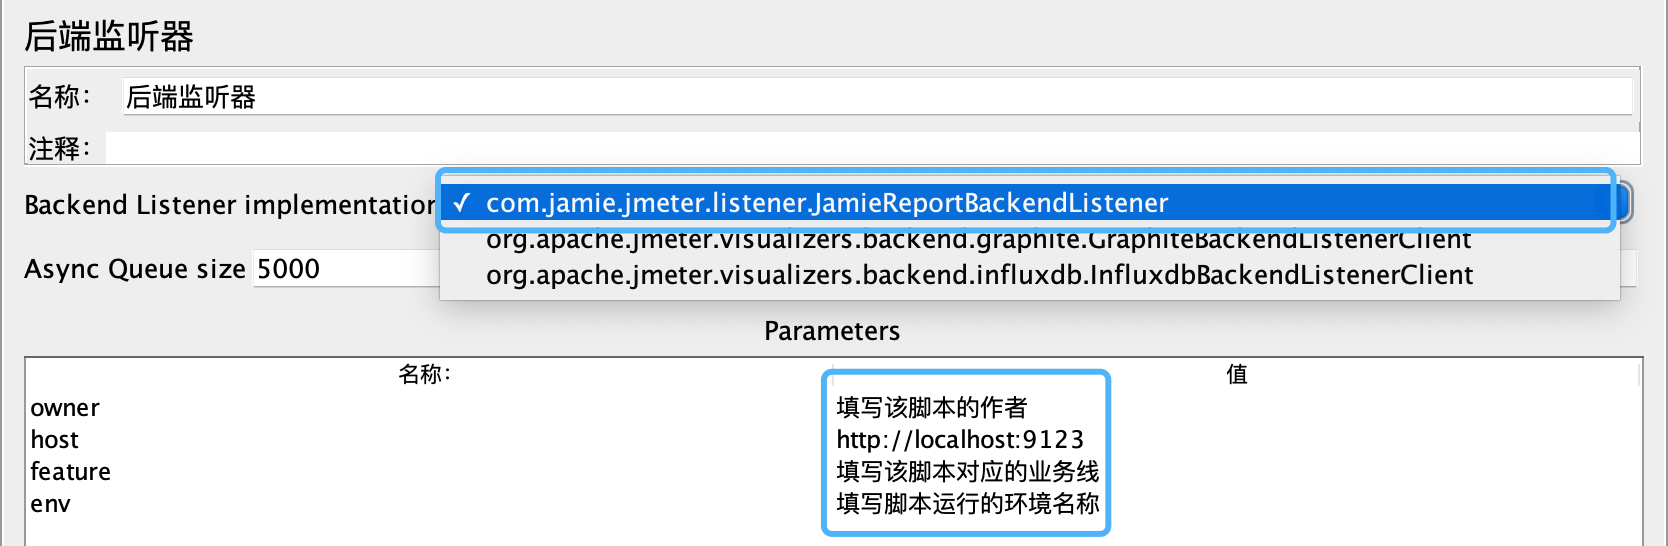 后端监听器
名称： 后端监听器
注释：
Backend Listener implementation
✓ com.jamie.jmeter.listener.JamieReportBackendListener
org.apache.jmeter.visualizers.backend.graphite.GraphiteBackendListenerClient
Async Queue size 5000
org.apache.jmeter.visualizers.backend.influxdb.InfluxdbBackendListenerClient
Parameters
名称： 值
owner 填写该脚本的作者
host http://localhost:9123
feature 填写该脚本对应的业务线
env 填写脚本运行的环境名称